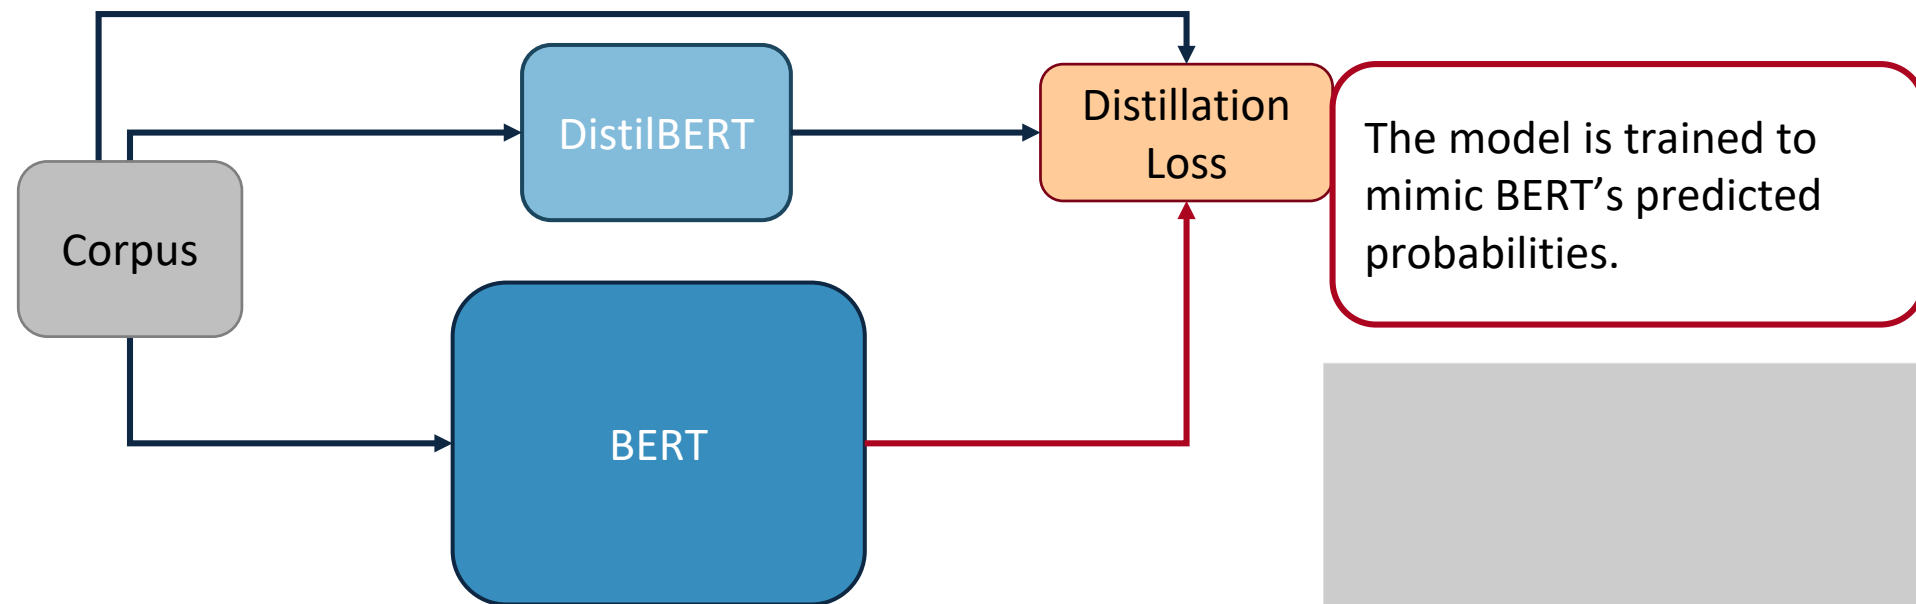 DistilBERT
Distillation
Loss
The model is trained to
mimic BERT’s predicted
probabilities.
Corpus
BERT